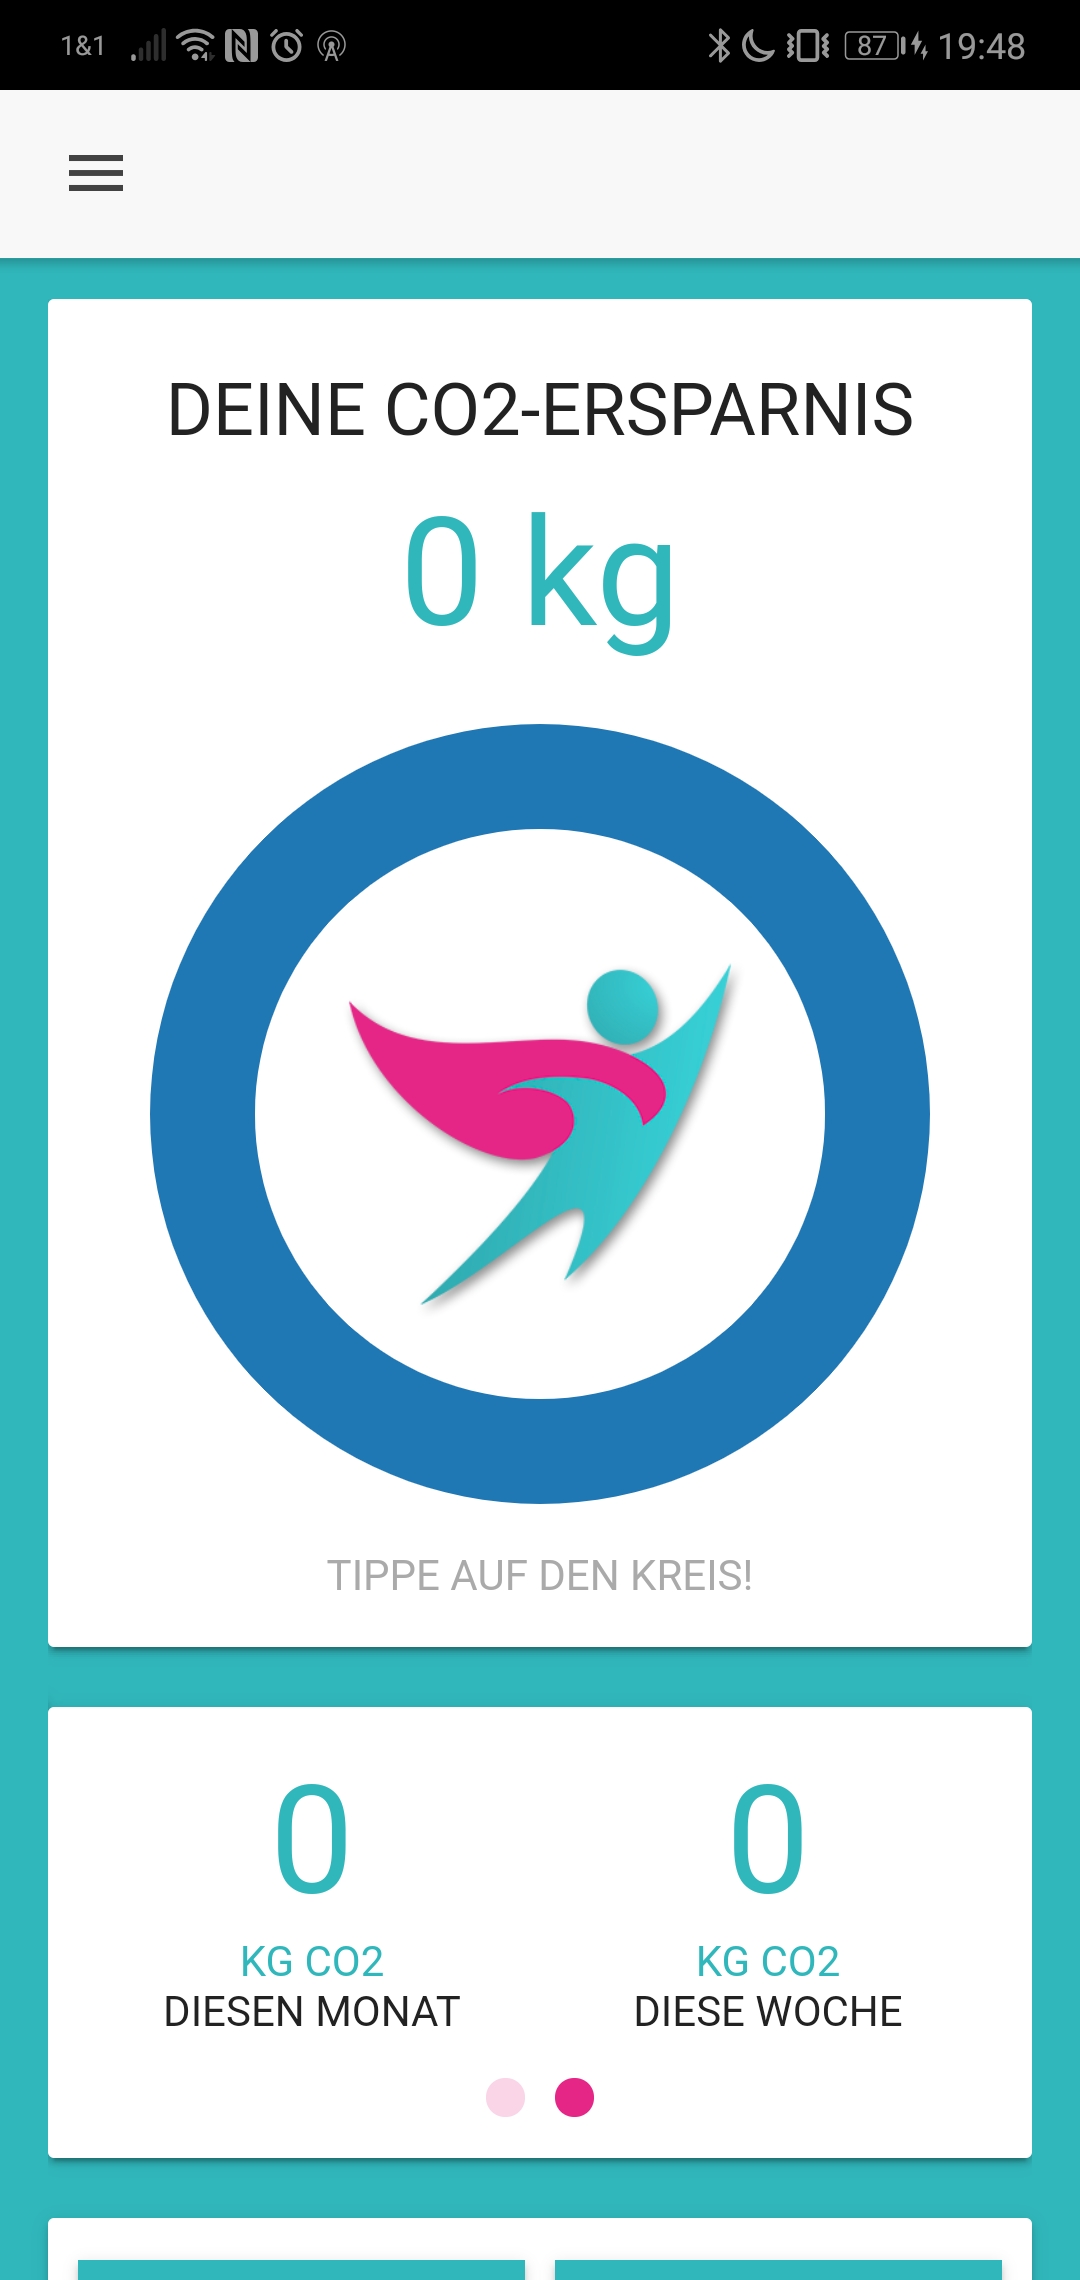 1&1 87 19:48
DEINE CO2-ERSPARNIS
0 kg
TIPPE AUF DEN KREIS!
0
KG CO2
DIESEN MONAT
0
KG CO2
DIESE WOCHE